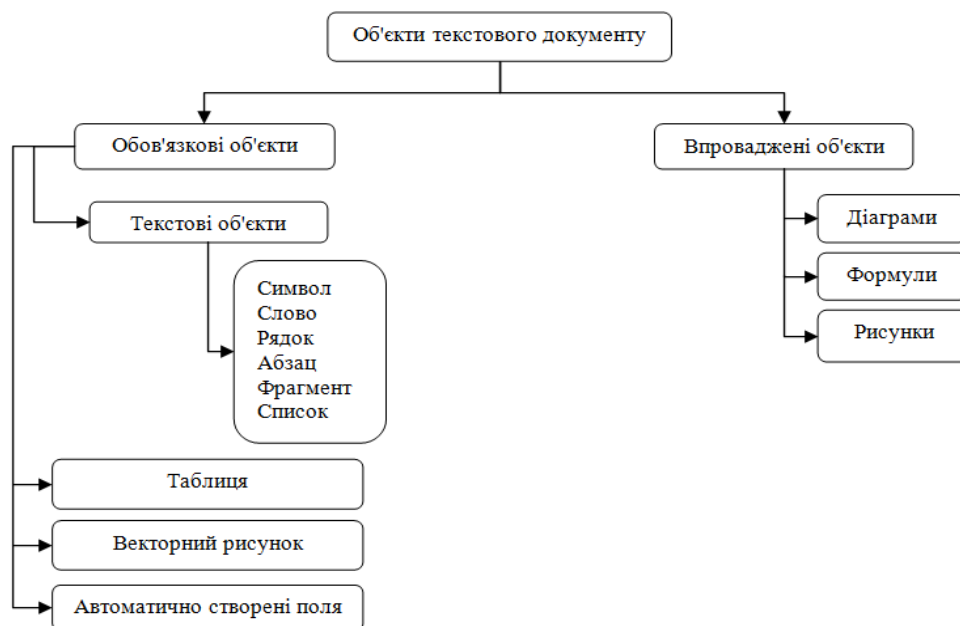 Об'єкти текстового документу
Обов'язкові об'єкти
Впроваджені об'єкти
Текстові об'єкти
Діаграми
Формули
Рисунки
Символ
Слово
Рядок
Абзац
Фрагмент
Список
Таблиця
Векторний рисунок
Автоматично створені поля